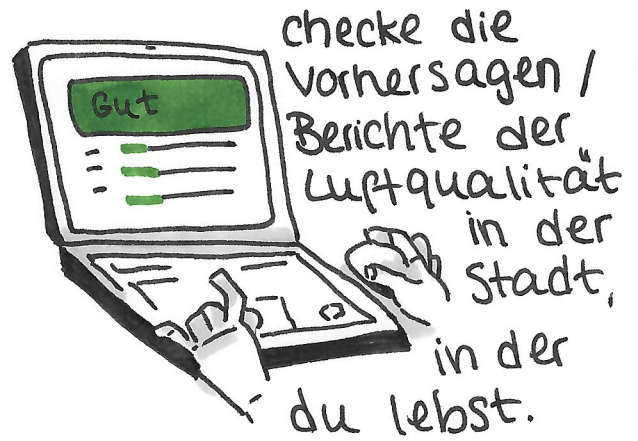 Gut
checke die
Vorhersagen /
Berichte der
Luftqualität
in der
Stadt,
in der
du lebst.